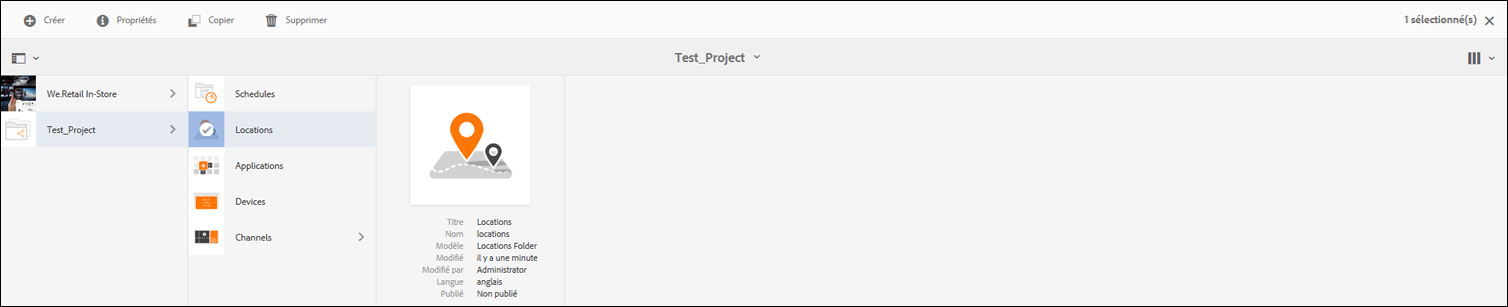 Créer Propriétés Copier Supprimer 1 sélectionné(s)
Test_Project
We.Retail In-Store
Test_Project
Schedules
Locations
Applications
Devices
Channels
Titre Locations
Nom locations
Modèle Locations Folder
Modifié il y a une minute
Modifié par Administrator
Langue anglais
Publié Non publié